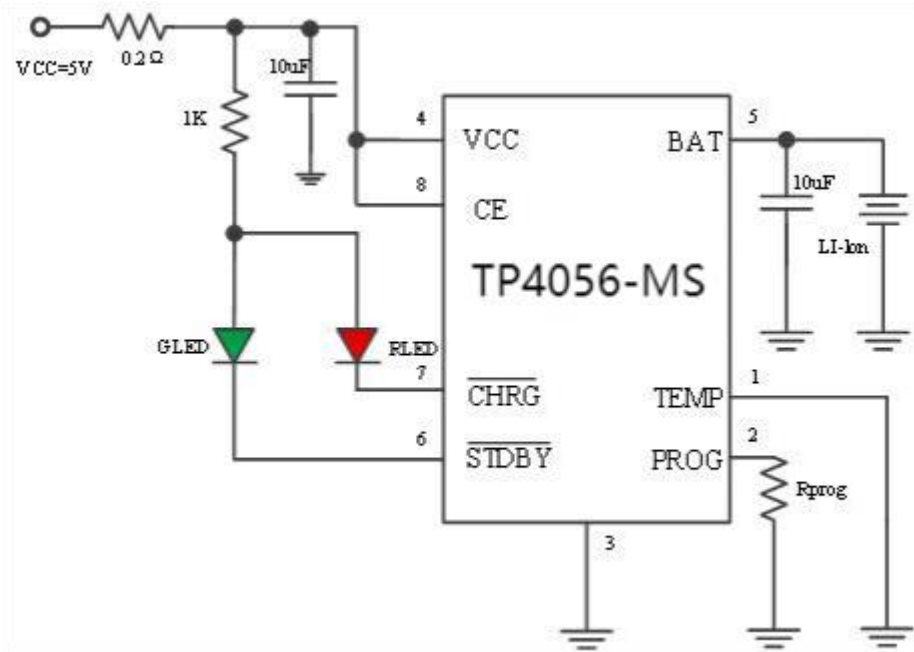 VCC=5V
0.2Ω
1K
10uF
4
VCC
8
CE
TP4056-MS
BAT
5
10uF
LI-Ion
GLED
RLED
7
CHRG
6
STDBY
TEMP
1
PROG
2
Rprog
3